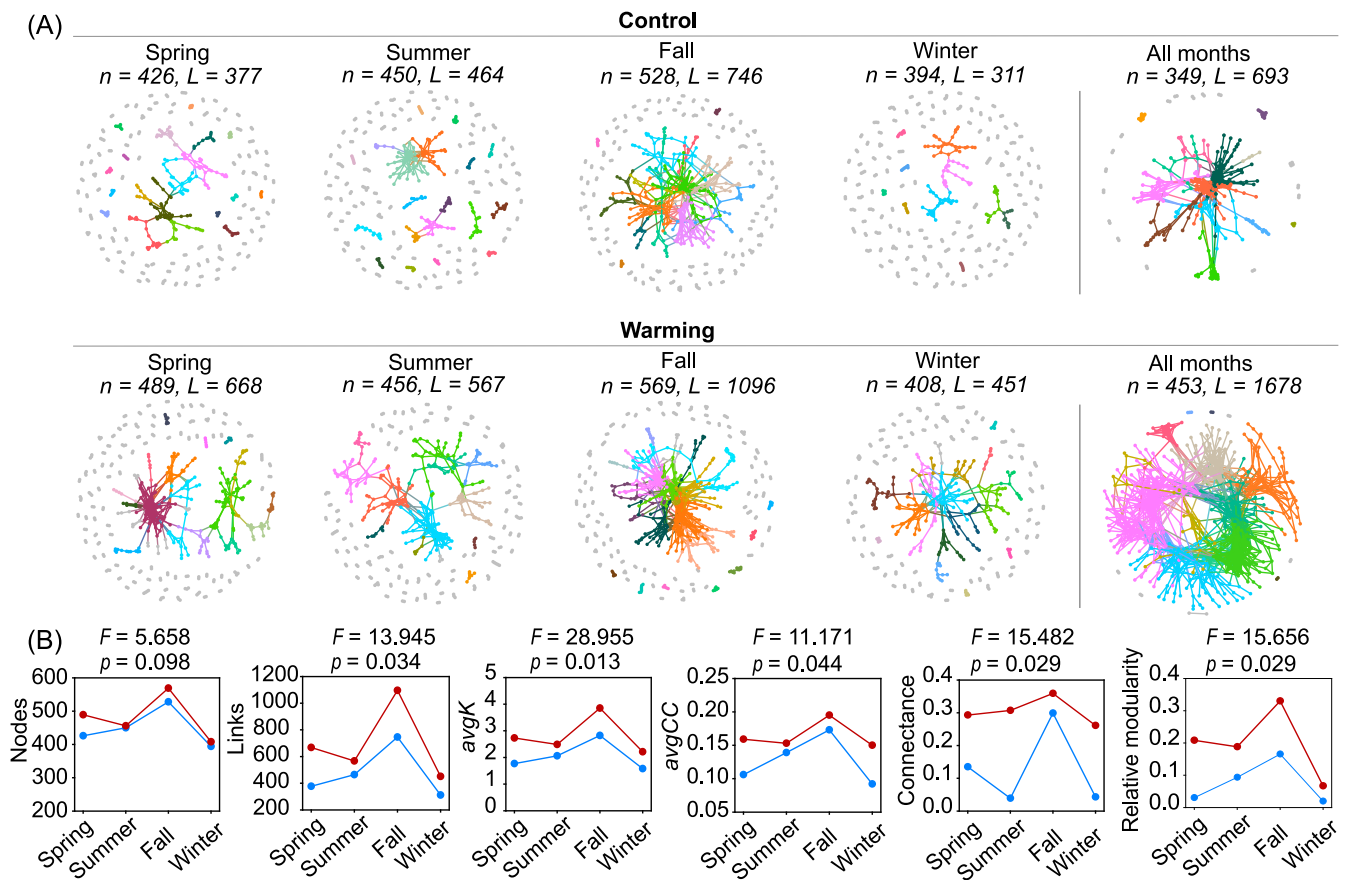 (A)
Control
Spring
n = 426, L = 377
Summer
n = 450, L = 464
Fall
n = 528, L = 746
Winter
n = 394, L = 311
All months
n = 349, L = 693
Warming
Spring
n = 489, L = 668
Summer
n = 456, L = 567
Fall
n = 569, L = 1096
Winter
n = 408, L = 451
All months
n = 453, L = 1678
(B)
F = 5.658
p = 0.098
Nodes
600
500
400
300
200
Spring
Summer
Fall
Winter
F = 13.945
p = 0.034
Links
1200
1000
800
600
400
200
Spring
Summer
Fall
Winter
F = 28.955
p = 0.013
avgK
5
4
3
2
1
0
Spring
Summer
Fall
Winter
F = 11.171
p = 0.044
avgCC
0.25
0.20
0.15
0.10
0.05
Spring
Summer
Fall
Winter
F = 15.482
p = 0.029
Connectance
0.4
0.3
0.2
0.1
0.0
Spring
Summer
Fall
Winter
F = 15.656
p = 0.029
Relative modularity
0.4
0.3
0.2
0.1
0.0
Spring
Summer
Fall
Winter